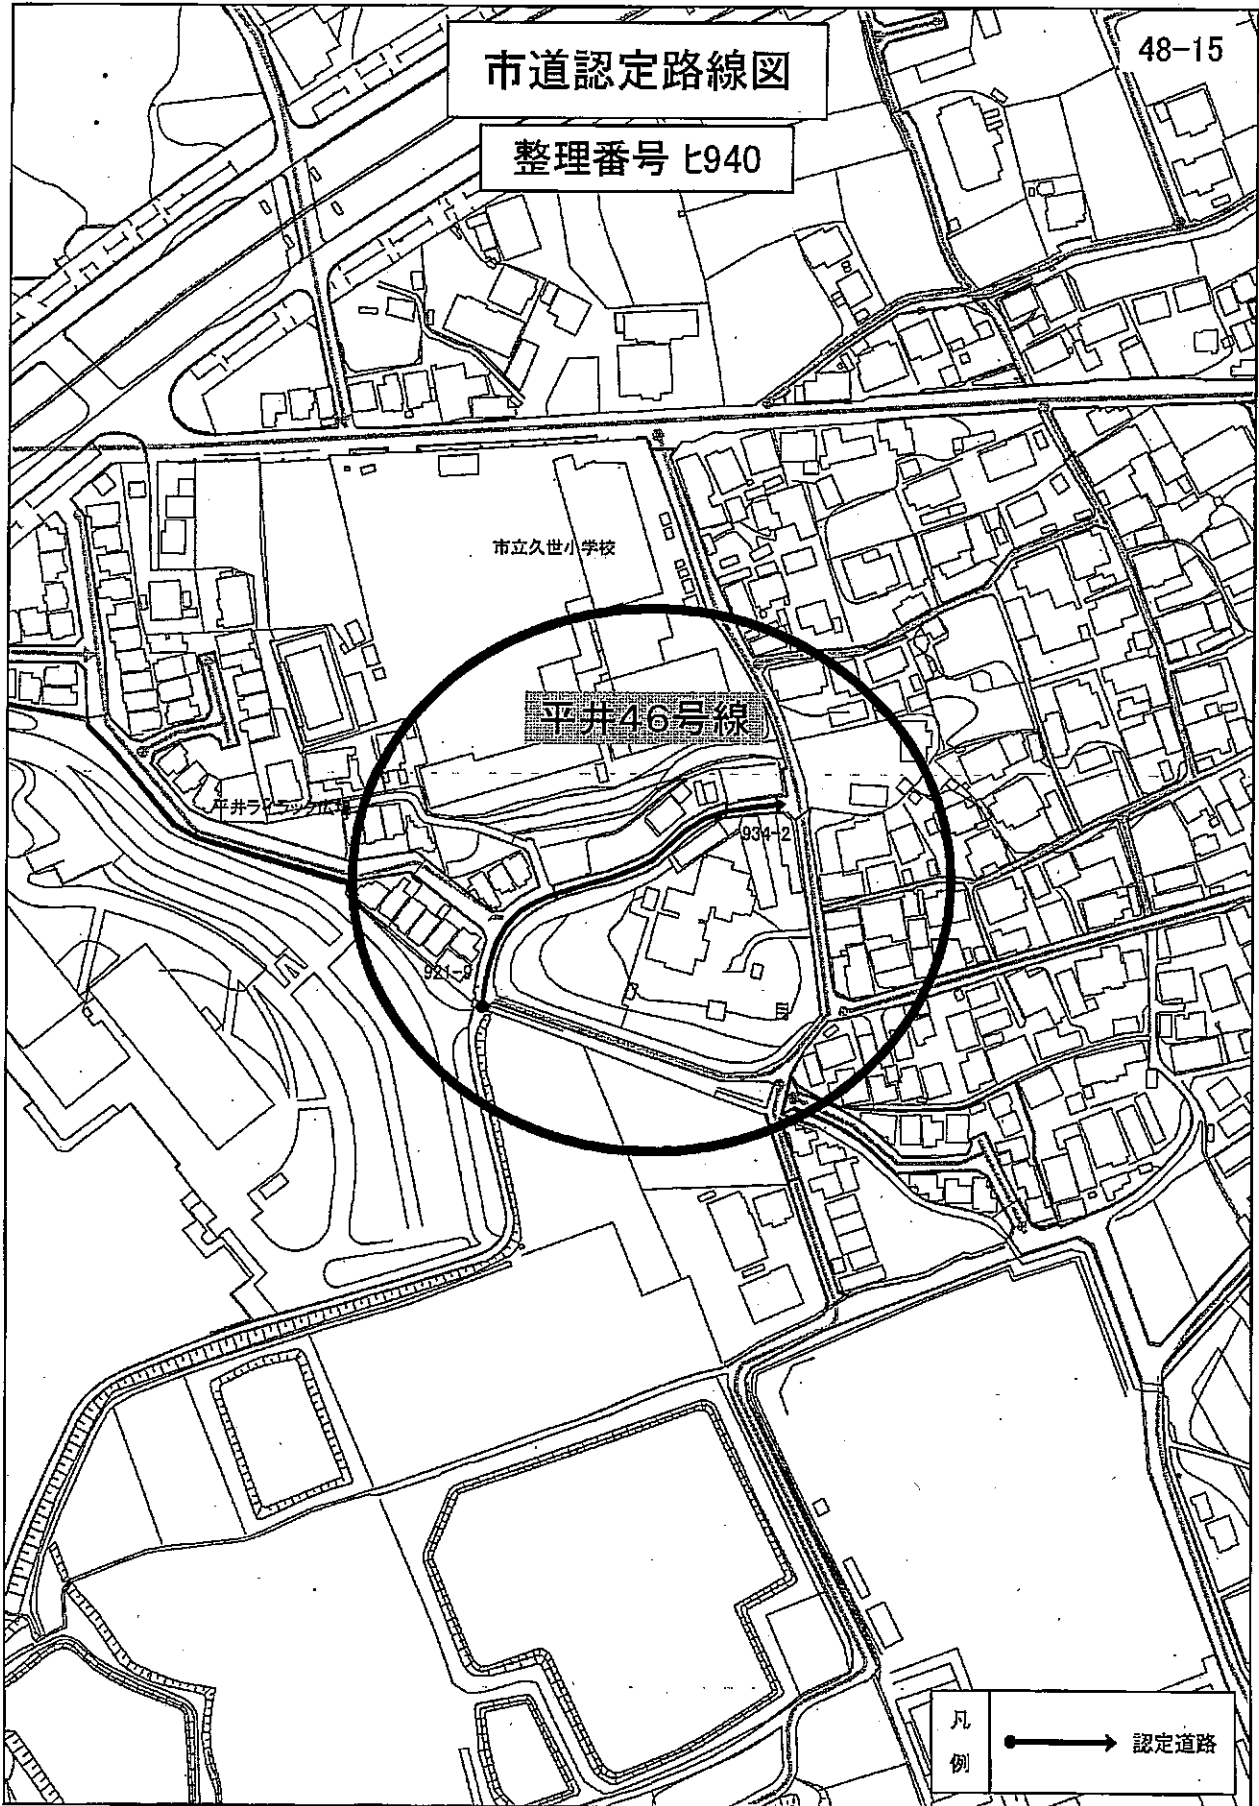 48-15
市道認定路線図
整理番号 ヒ940
市立久世小学校
平井46号線
平井ライラック広場
934-2
921-9
凡例
認定道路